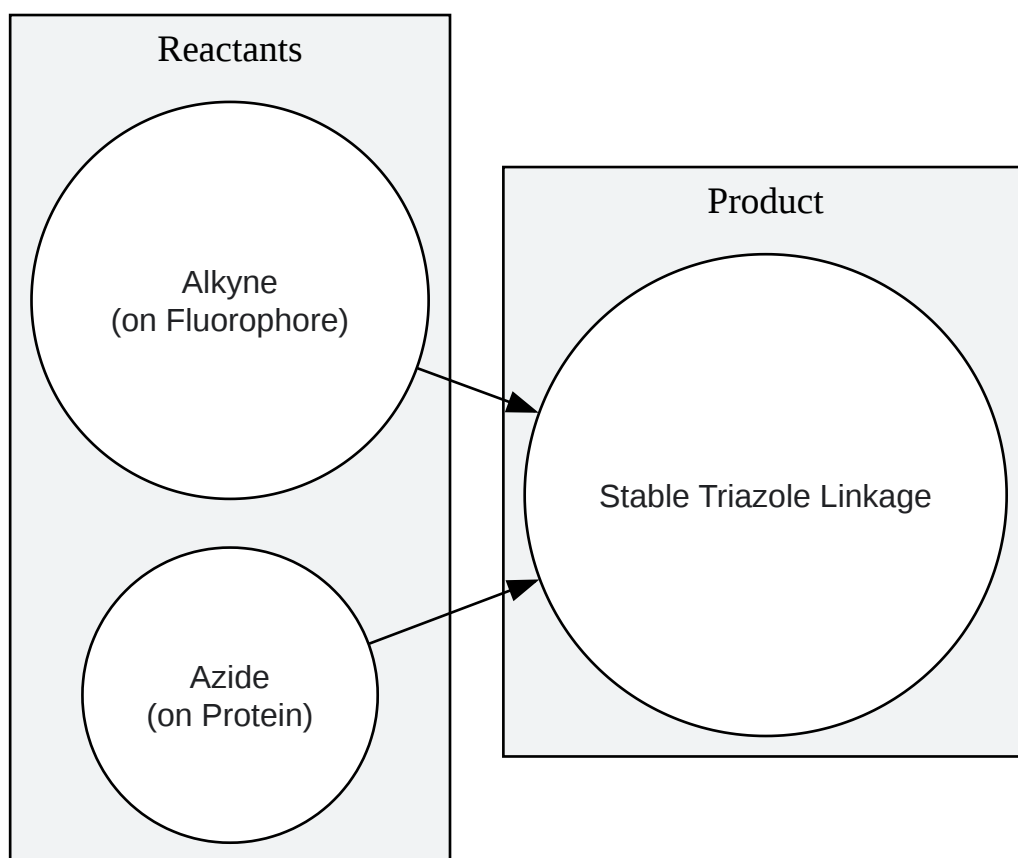 Reactants
Alkyne
(on Fluorophore)
Azide
(on Protein)
Product
Stable Triazole Linkage